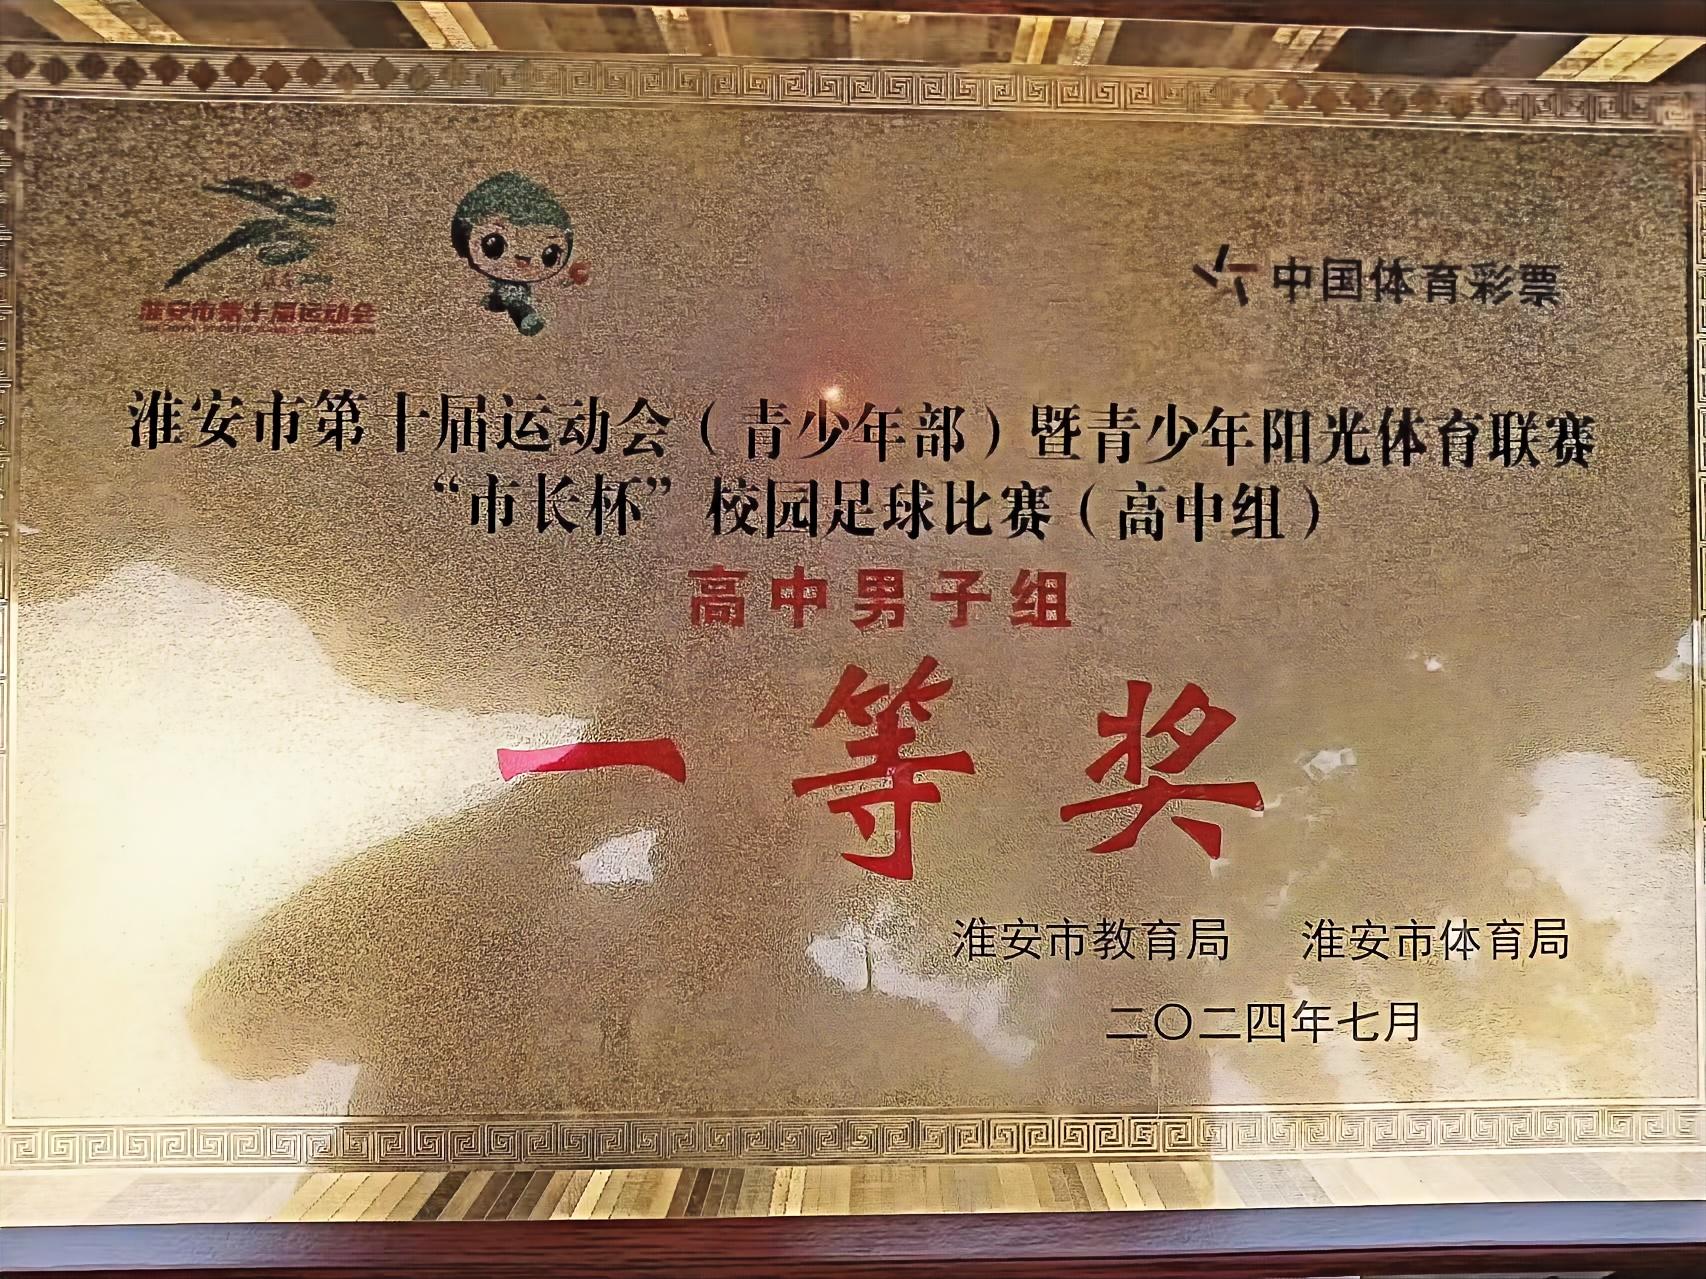 淮安市第十届运动会
中国体育彩票
淮安市第十届运动会（青少年部）暨青少年阳光体育联赛
“市长杯”校园足球比赛（高中组）
高中男子组
一等奖
淮安市教育局 淮安市体育局
二〇二四年七月